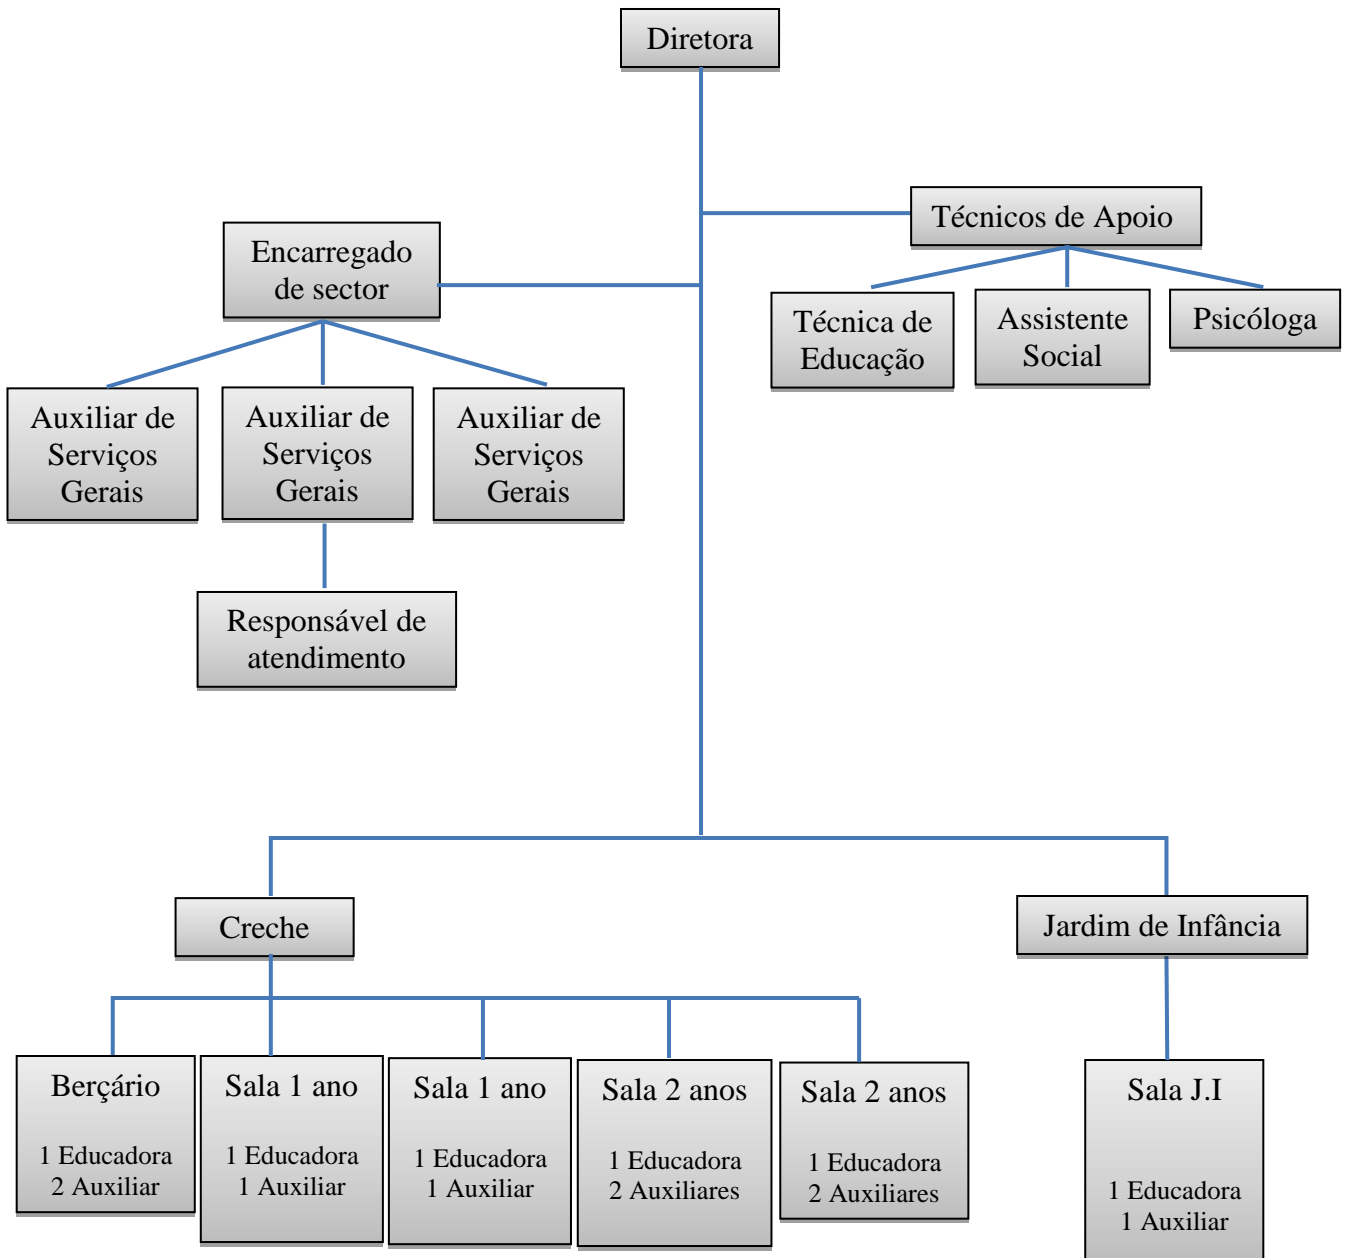 Diretora
Técnicos de Apoio
Encarregado
de sector
Técnica de
Educação
Assistente
Social
Psicóloga
Auxiliar de
Serviços
Gerais
Auxiliar de
Serviços
Gerais
Auxiliar de
Serviços
Gerais
Responsável de
atendimento
Creche
Jardim de Infância
Berçário
1 Educadora
2 Auxiliar
Sala 1 ano
1 Educadora
1 Auxiliar
Sala 1 ano
1 Educadora
1 Auxiliar
Sala 2 anos
1 Educadora
2 Auxiliares
Sala 2 anos
1 Educadora
2 Auxiliares
Sala J.I
1 Educadora
1 Auxiliar